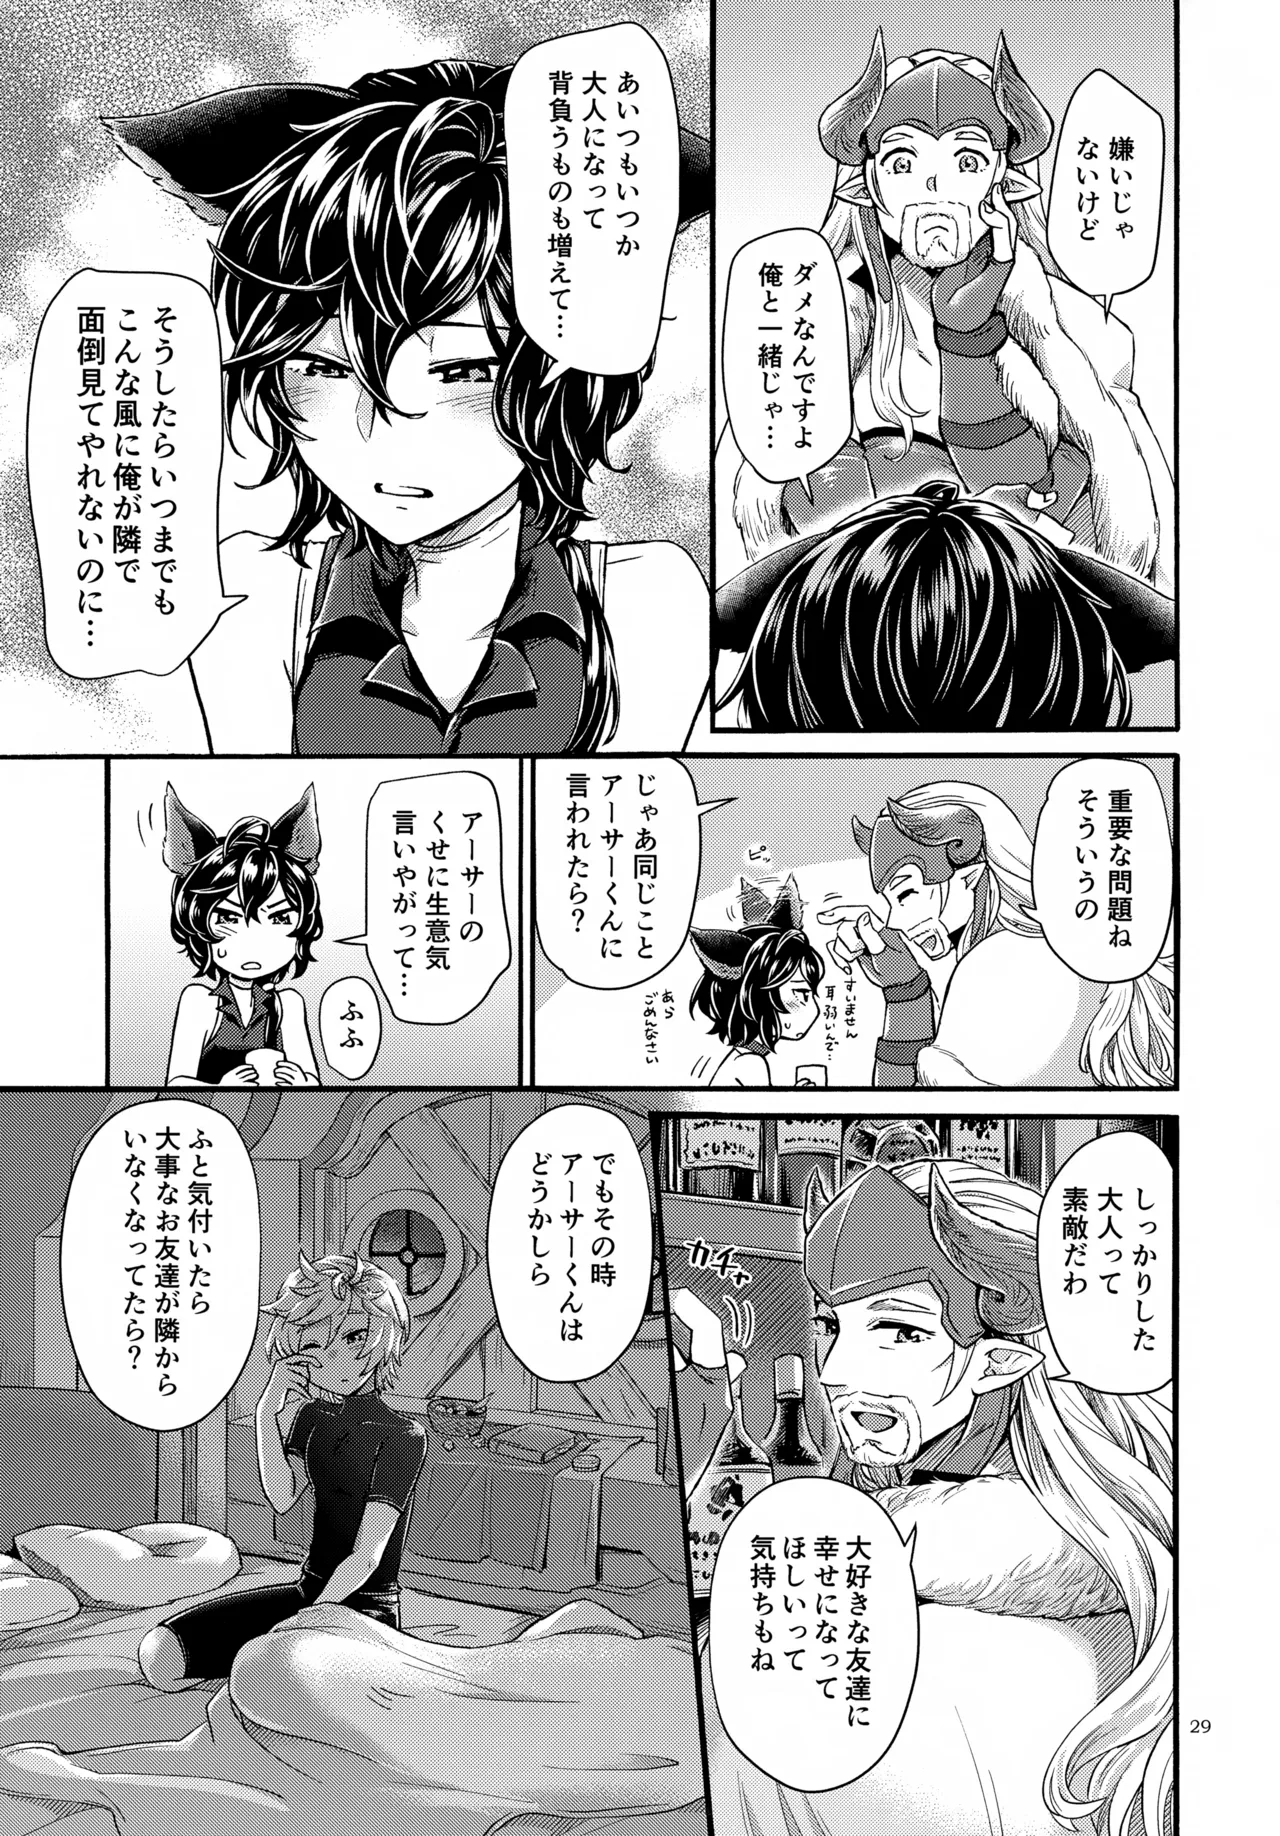 嫌いじゃ
ないけど
ダメなんですよ
俺と一緒じゃ…
あいつもいつか
大人になって
背負うものも増えて…
そうしたらいつまでも
こんな風に俺が隣で
面倒見てやれないのに…
重要な問題ね
そういうの
ピッ
すいません
耳弱いんで…
あら
ごめんなさい
じゃあ同じこと
アーサーくんに
言われたら？
アーサーの
くせに生意気
言いやがって…
ふふ
しっかりした
大人って
素敵だわ
カチャ
大好きな友達に
幸せになって
ほしいって
気持ちもね
でもその時
アーサーくんは
どうかしら
ふと気付いたら
大事なお友達が隣から
いなくなってたら？
29